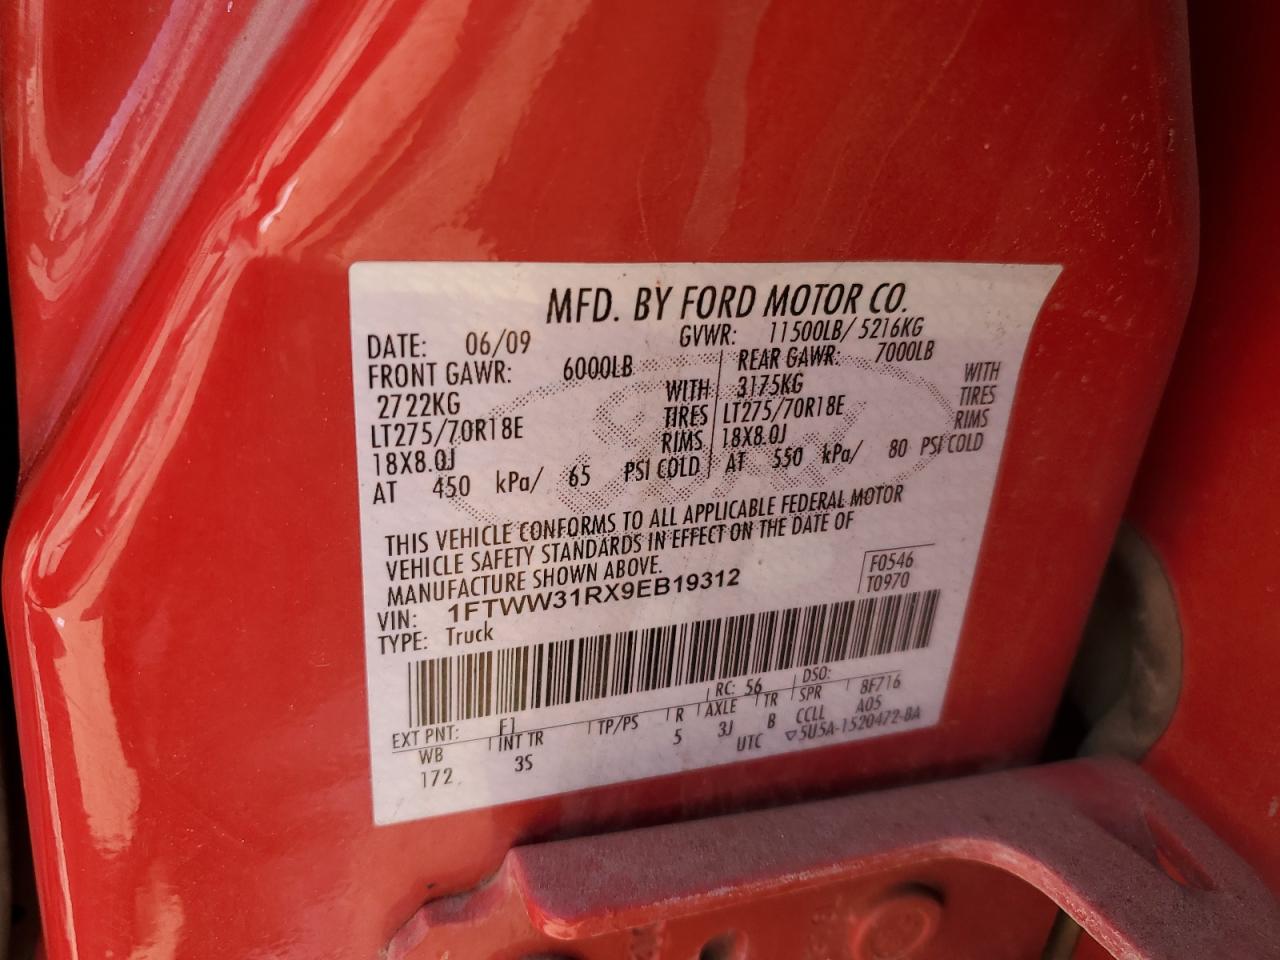 MFD. BY FORD MOTOR CO.
DATE: 06/09 GVWR: 11500LB/ 5216KG
FRONT GAWR: 6000LB REAR GAWR: 7000LB
2722KG WITH 3175KG WITH
LT275/70R18E TIRES LT275/70R18E TIRES
18X8.0J RIMS 18X8.0J RIMS
AT 450 kPa/ 65 PSI COLD AT 550 kPa/ 80 PSI COLD
THIS VEHICLE CONFORMS TO ALL APPLICABLE FEDERAL MOTOR
VEHICLE SAFETY STANDARDS IN EFFECT ON THE DATE OF
MANUFACTURE SHOWN ABOVE.
VIN: 1FTWW31RX9EB19312 F0546
TYPE: Truck T0970
EXT PNT: F1 RC: 56 DSO:
WB INT TR TP/PS R AXLE TR SPR 8F716
172 3S 5 3J B CCLL A05
UTC ▽5U5A-1520472-BA